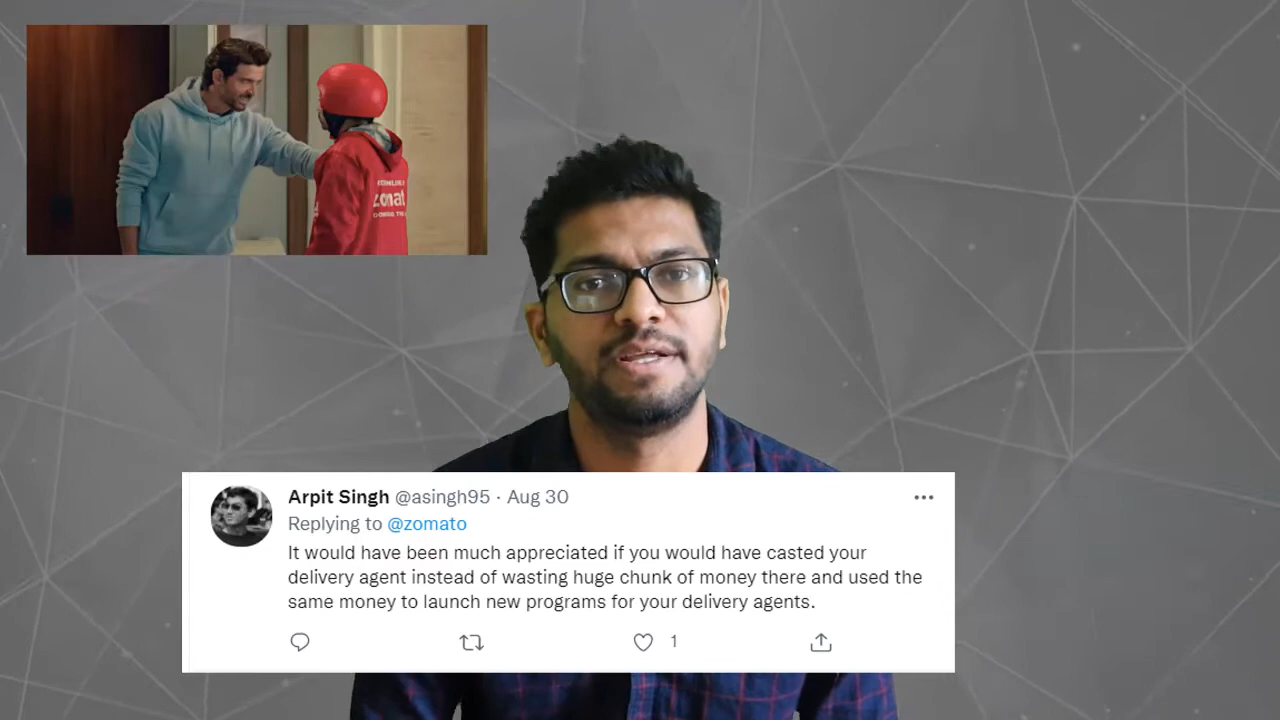 zomat
Arpit Singh @asingh95 · Aug 30
Replying to @zomato
It would have been much appreciated if you would have casted your
delivery agent instead of wasting huge chunk of money there and used the
same money to launch new programs for your delivery agents.
1